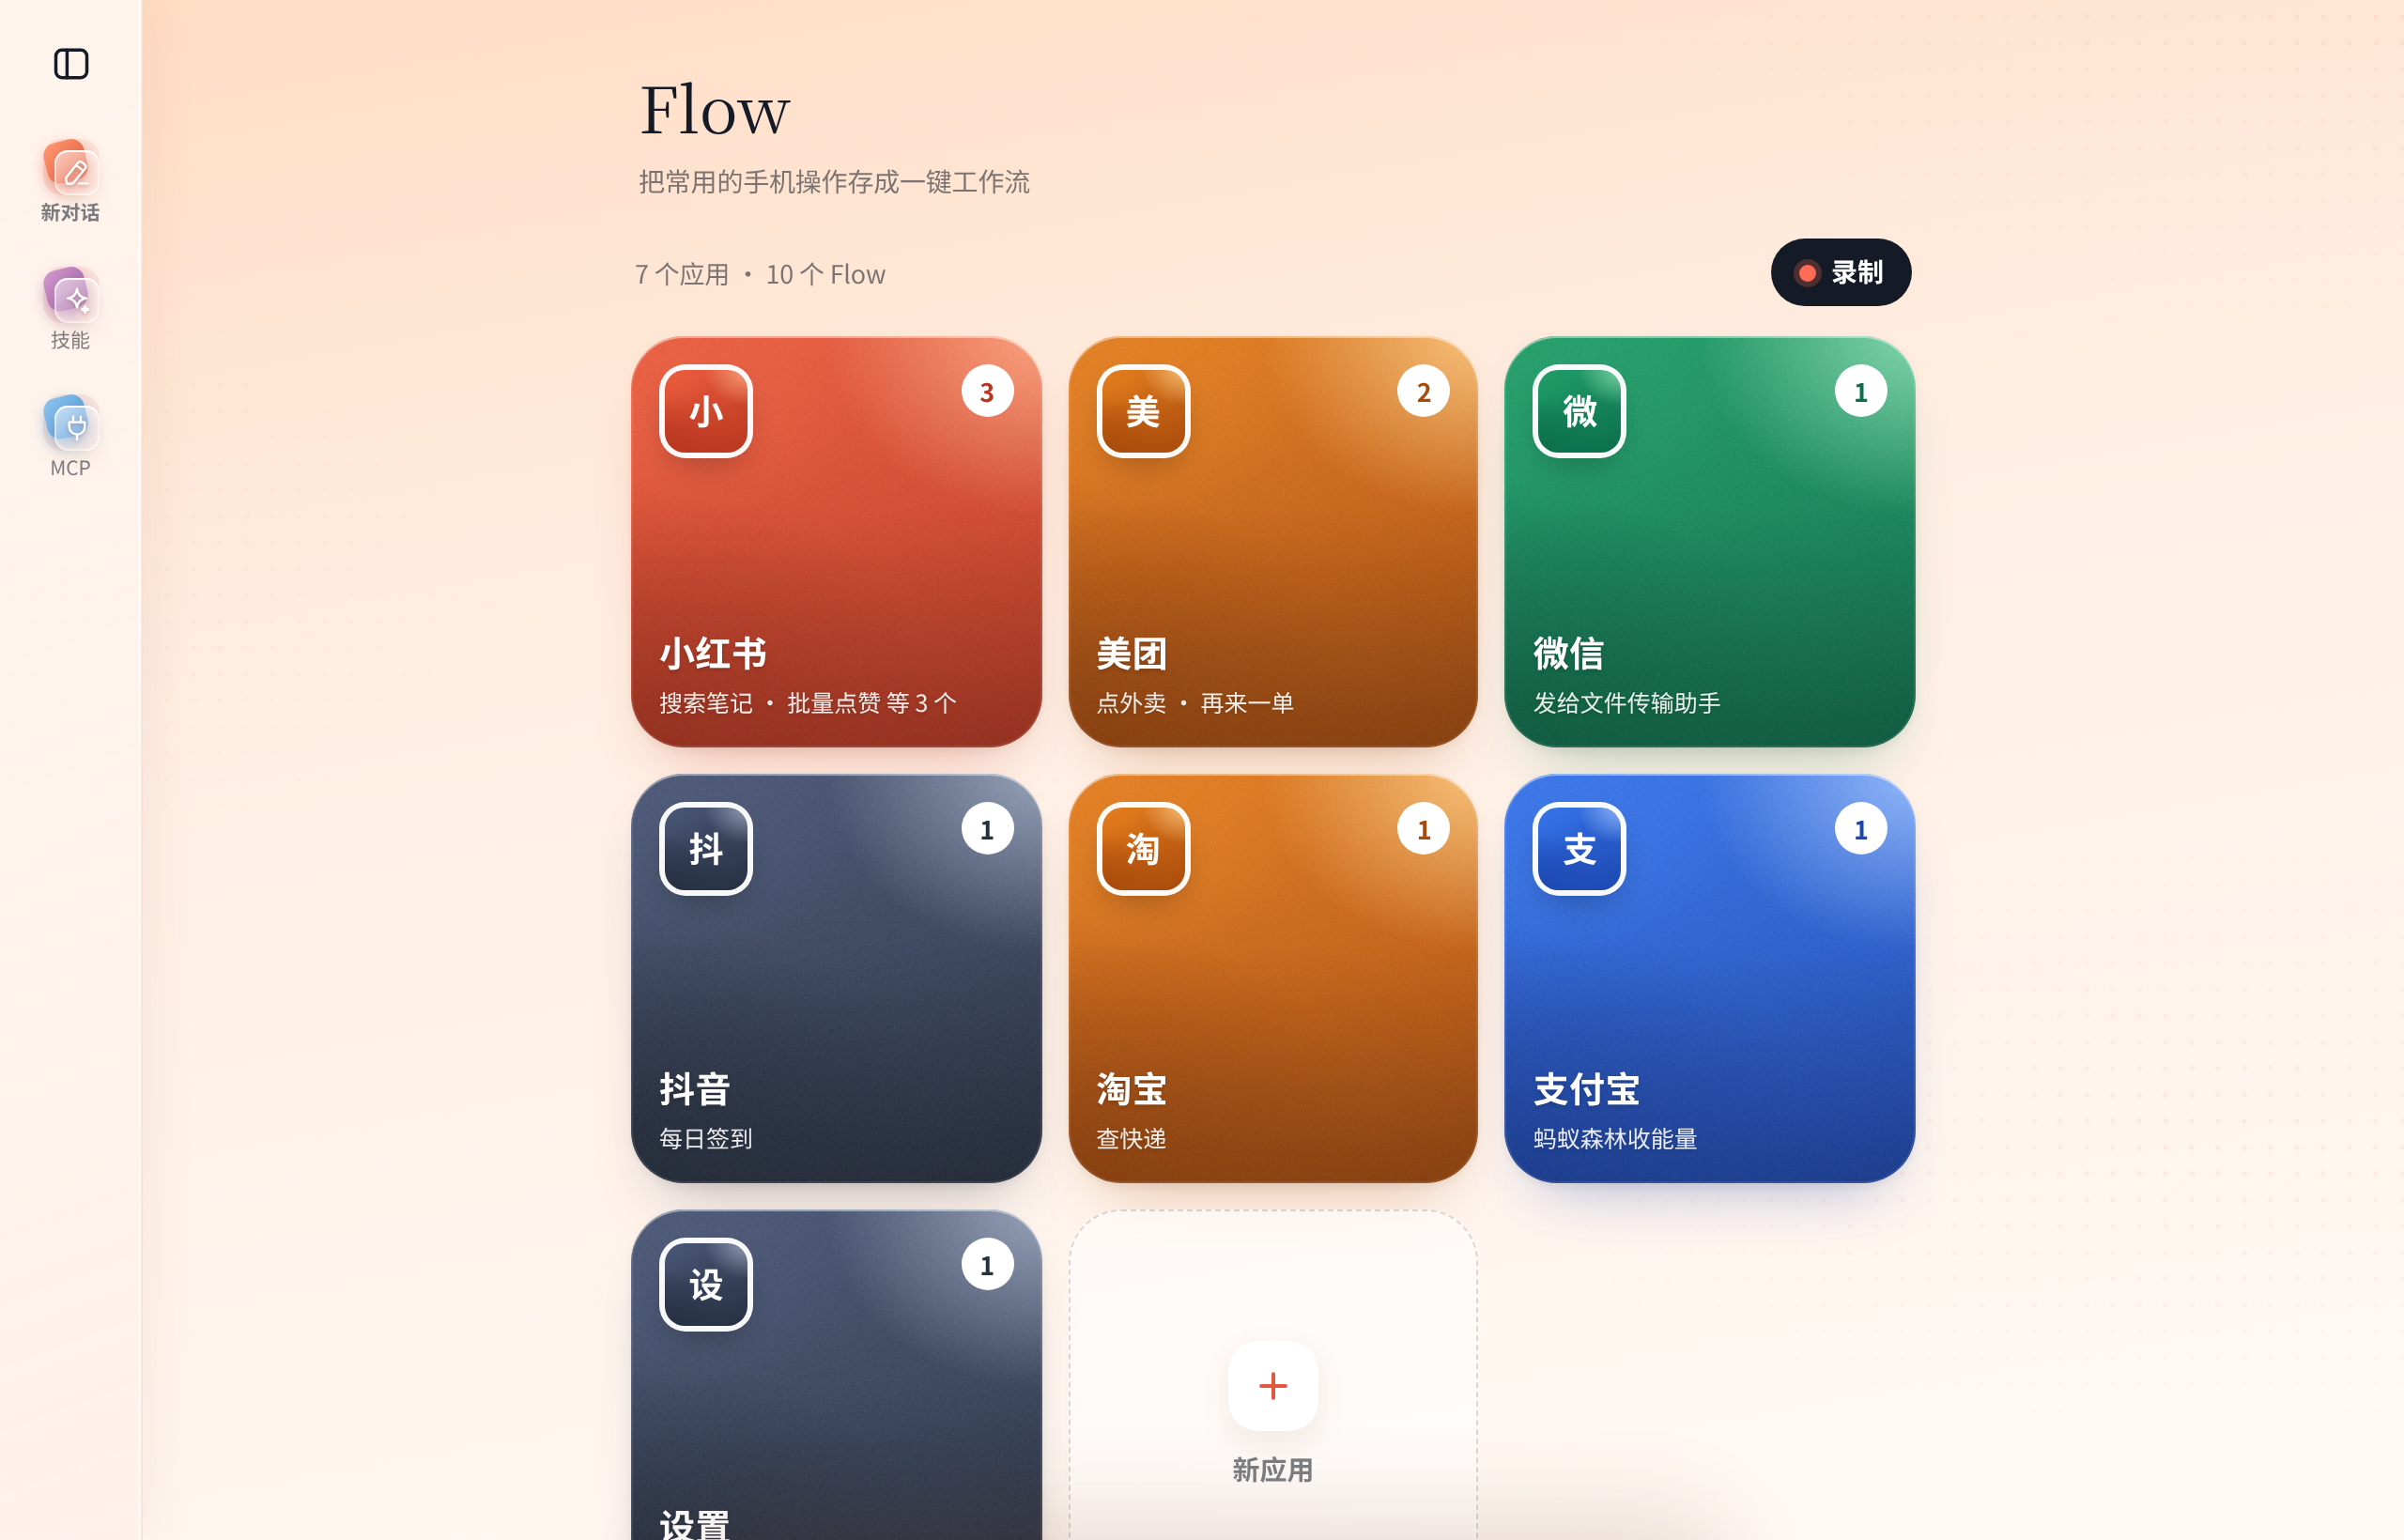 新对话
技能
MCP
Flow
把常用的手机操作存成一键工作流
7 个应用 · 10 个 Flow
录制
小
3
小红书
搜索笔记 · 批量点赞 等 3 个
美
2
美团
点外卖 · 再来一单
微
1
微信
发给文件传输助手
抖
1
抖音
每日签到
淘
1
淘宝
查快递
支
1
支付宝
蚂蚁森林收能量
设
1
设置
新应用